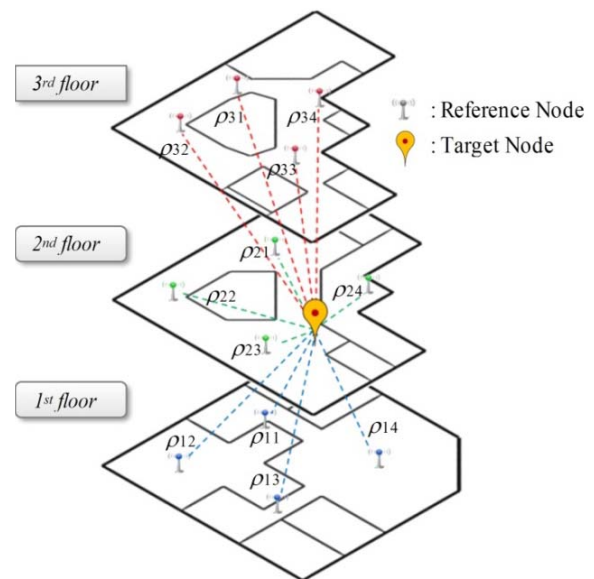 3rd floor
ρ31
ρ34
ρ32
ρ33
: Reference Node
: Target Node
2nd floor
ρ21
ρ22
ρ24
ρ23
1st floor
ρ12
ρ11
ρ14
ρ13